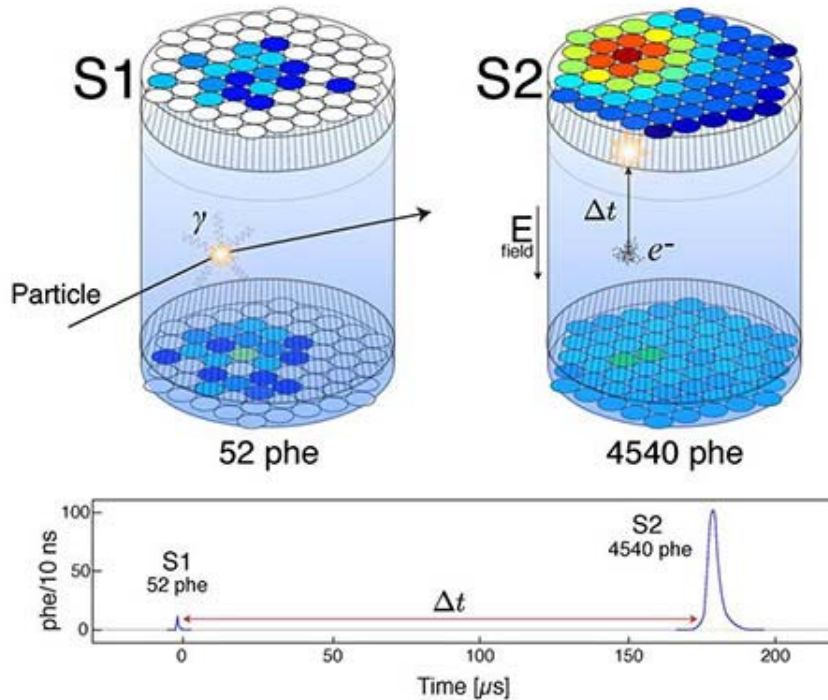 S1
S2
γ
Δt
E
field
e-
Particle
52 phe
4540 phe
phe/10 ns
100
50
0
S1
52 phe
S2
4540 phe
Δt
0
50
100
150
200
Time [μs]